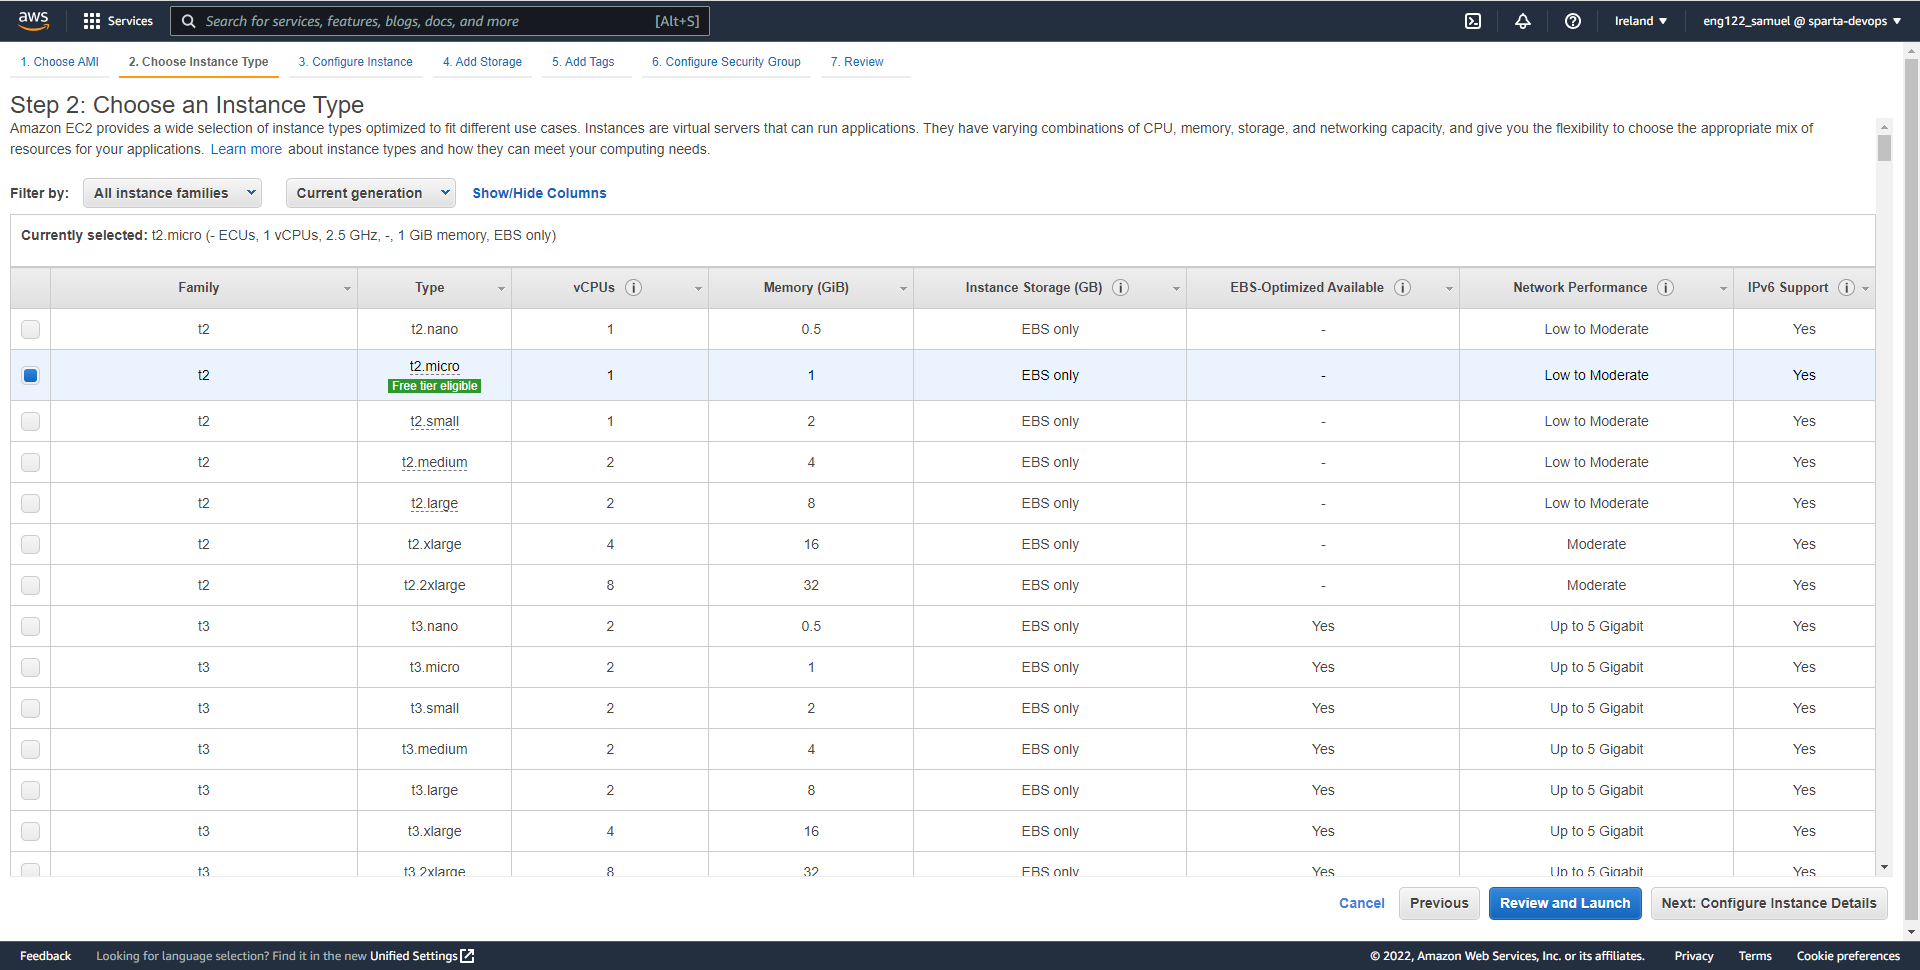 aws Services Search for services, features, blogs, docs, and more [Alt+S] Ireland eng122_samuel @ sparta-devops
1. Choose AMI 2. Choose Instance Type 3. Configure Instance 4. Add Storage 5. Add Tags 6. Configure Security Group 7. Review
Step 2: Choose an Instance Type
Amazon EC2 provides a wide selection of instance types optimized to fit different use cases. Instances are virtual servers that can run applications. They have varying combinations of CPU, memory, storage, and networking capacity, and give you the flexibility to choose the appropriate mix of
resources for your applications. Learn more about instance types and how they can meet your computing needs.
Filter by: All instance families Current generation Show/Hide Columns
Currently selected: t2.micro (- ECUs, 1 vCPUs, 2.5 GHz, -, 1 GiB memory, EBS only)
Family Type vCPUs i Memory (GiB) Instance Storage (GB) i EBS-Optimized Available i Network Performance i IPv6 Support i
t2 t2.nano 1 0.5 EBS only - Low to Moderate Yes
t2 t2.micro 1 1 EBS only - Low to Moderate Yes
Free tier eligible
t2 t2.small 1 2 EBS only - Low to Moderate Yes
t2 t2.medium 2 4 EBS only - Low to Moderate Yes
t2 t2.large 2 8 EBS only - Low to Moderate Yes
t2 t2.xlarge 4 16 EBS only - Moderate Yes
t2 t2.2xlarge 8 32 EBS only - Moderate Yes
t3 t3.nano 2 0.5 EBS only Yes Up to 5 Gigabit Yes
t3 t3.micro 2 1 EBS only Yes Up to 5 Gigabit Yes
t3 t3.small 2 2 EBS only Yes Up to 5 Gigabit Yes
t3 t3.medium 2 4 EBS only Yes Up to 5 Gigabit Yes
t3 t3.large 2 8 EBS only Yes Up to 5 Gigabit Yes
t3 t3.xlarge 4 16 EBS only Yes Up to 5 Gigabit Yes
t3 t3.2xlarge 8 32 EBS only Yes Up to 5 Gigabit Yes
Cancel Previous Review and Launch Next: Configure Instance Details
Feedback Looking for language selection? Find it in the new Unified Settings © 2022, Amazon Web Services, Inc. or its affiliates. Privacy Terms Cookie preferences